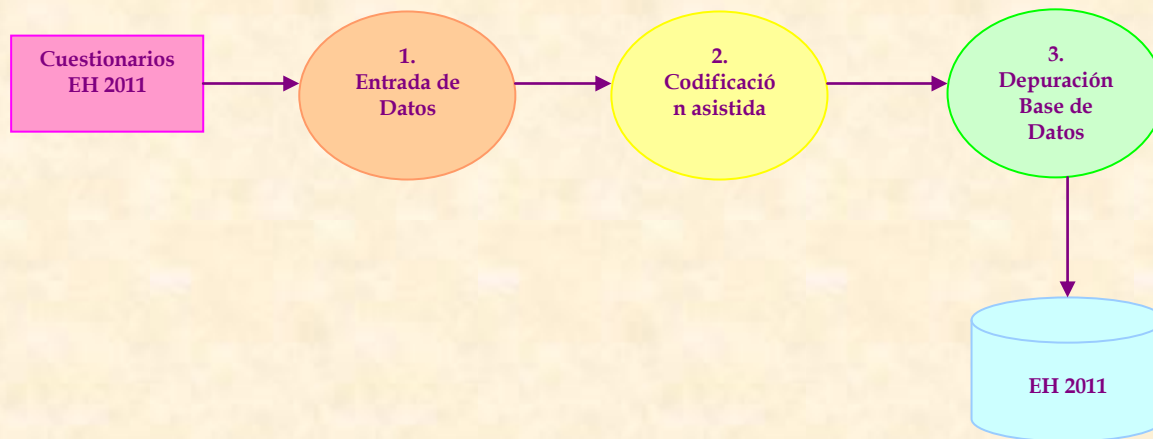 Cuestionarios
EH 2011
1.
Entrada de
Datos
2.
Codificació
n asistida
3.
Depuración
Base de
Datos
EH 2011